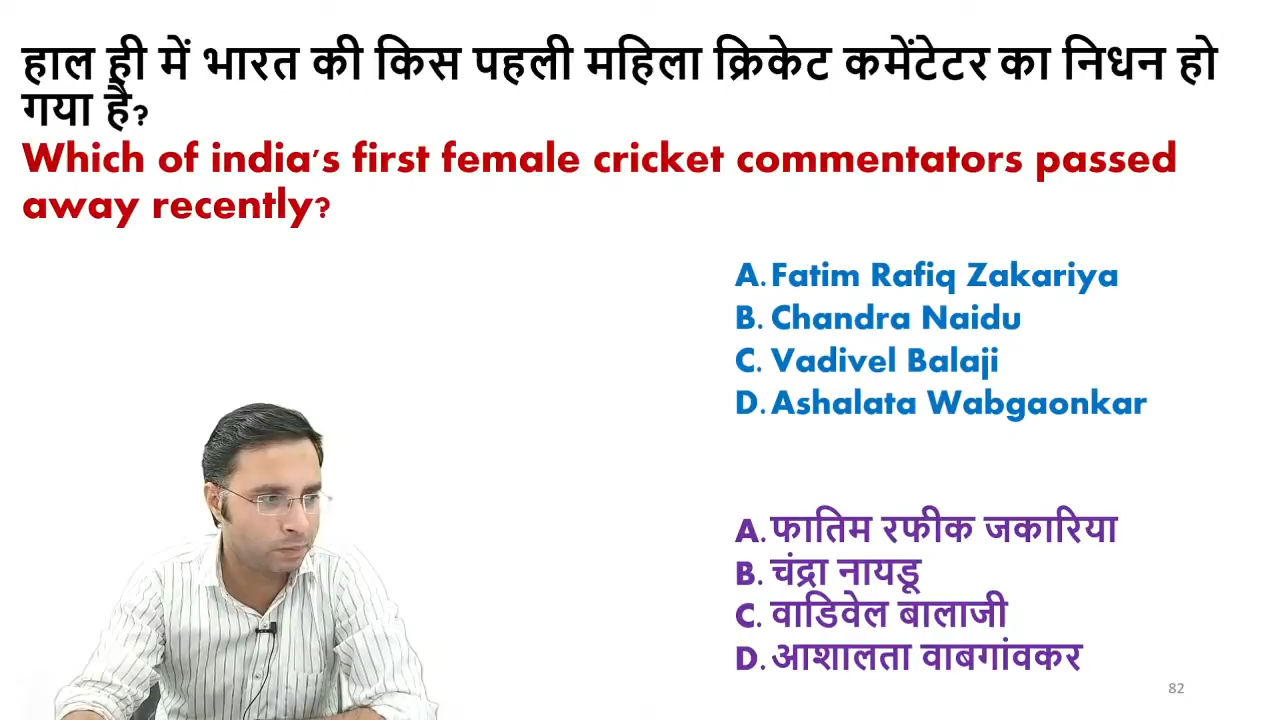 हाल ही में भारत की किस पहली महिला क्रिकेट कमेंटेटर का निधन हो
गया है?
Which of india's first female cricket commentators passed
away recently?
A. Fatim Rafiq Zakariya
B. Chandra Naidu
C. Vadivel Balaji
D. Ashalata Wabgaonkar
A. फातिम रफीक जकारिया
B. चंद्रा नायडू
C. वाडिवेल बालाजी
D. आशालता वाबगांवकर
82